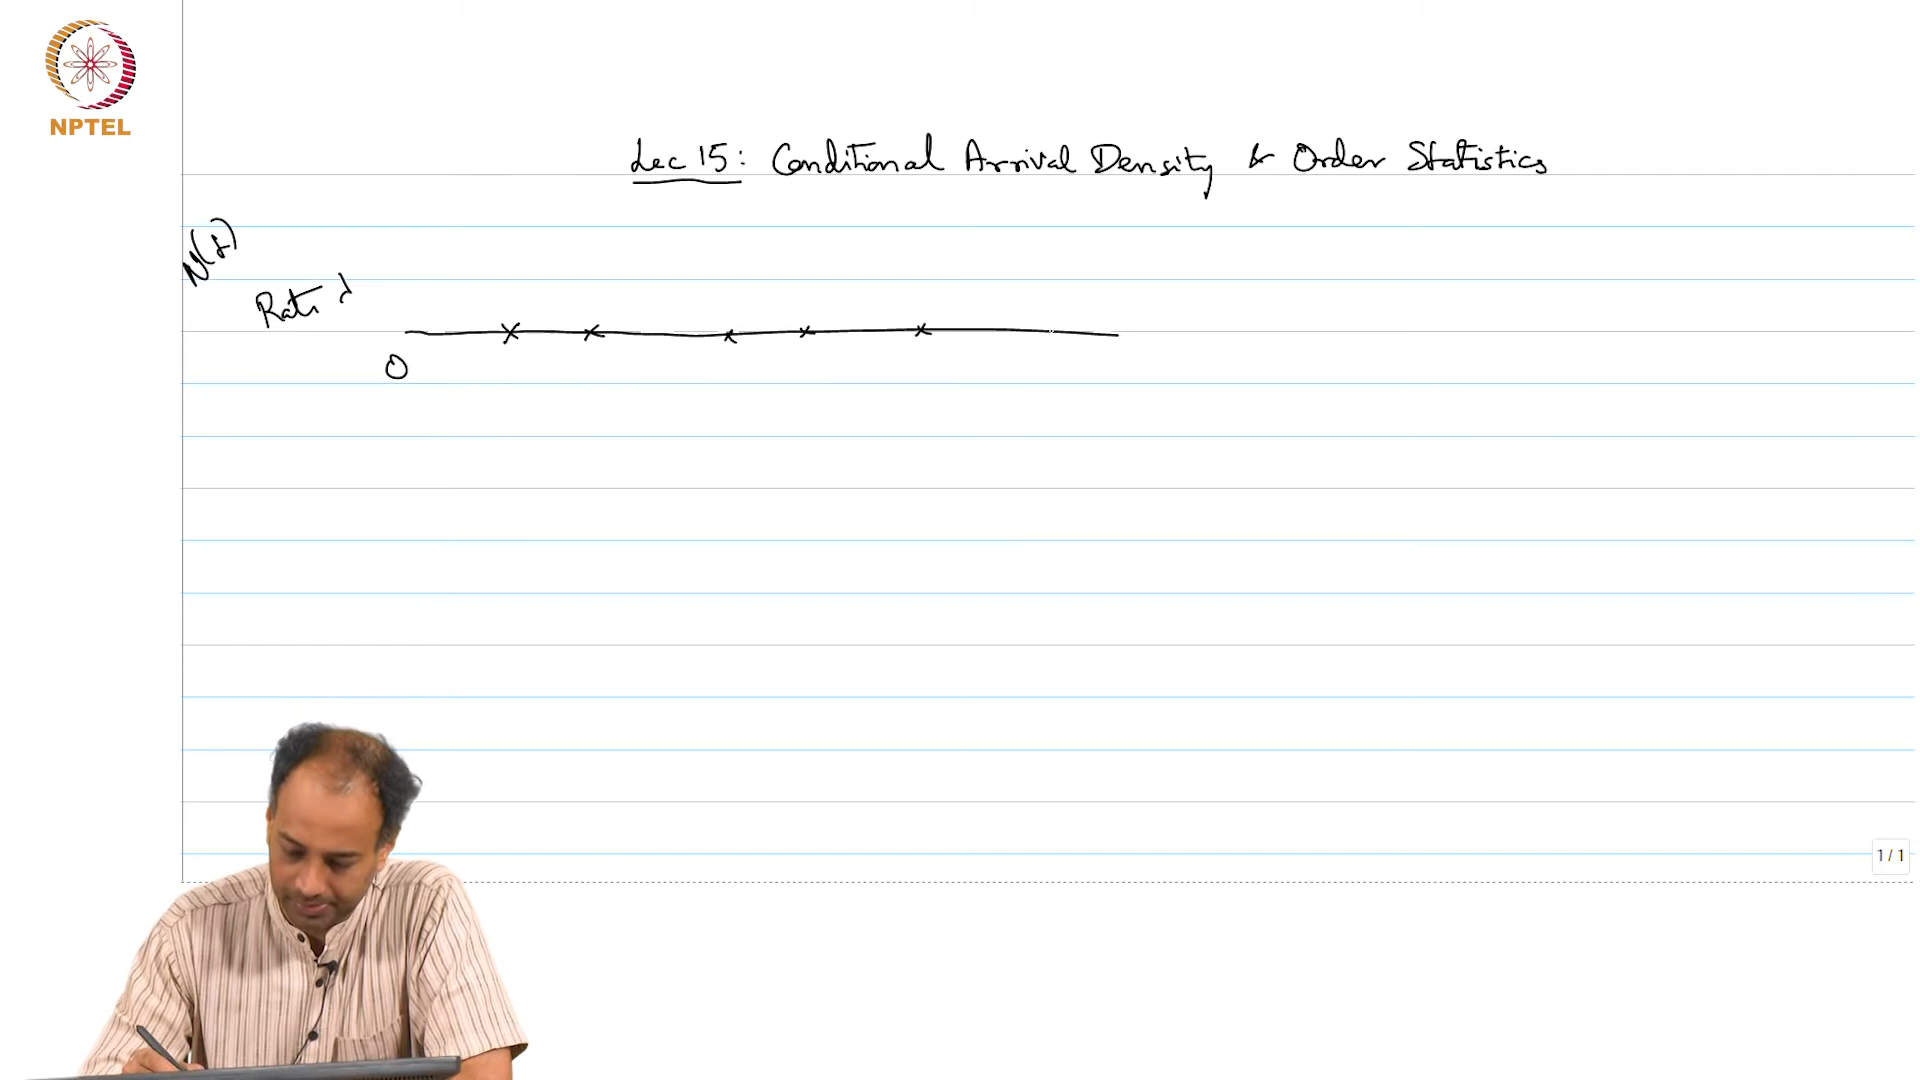 NPTEL
Lec 15: Conditional Arrival Density & Order Statistics
N(t)
Rate λ
0
1 / 1